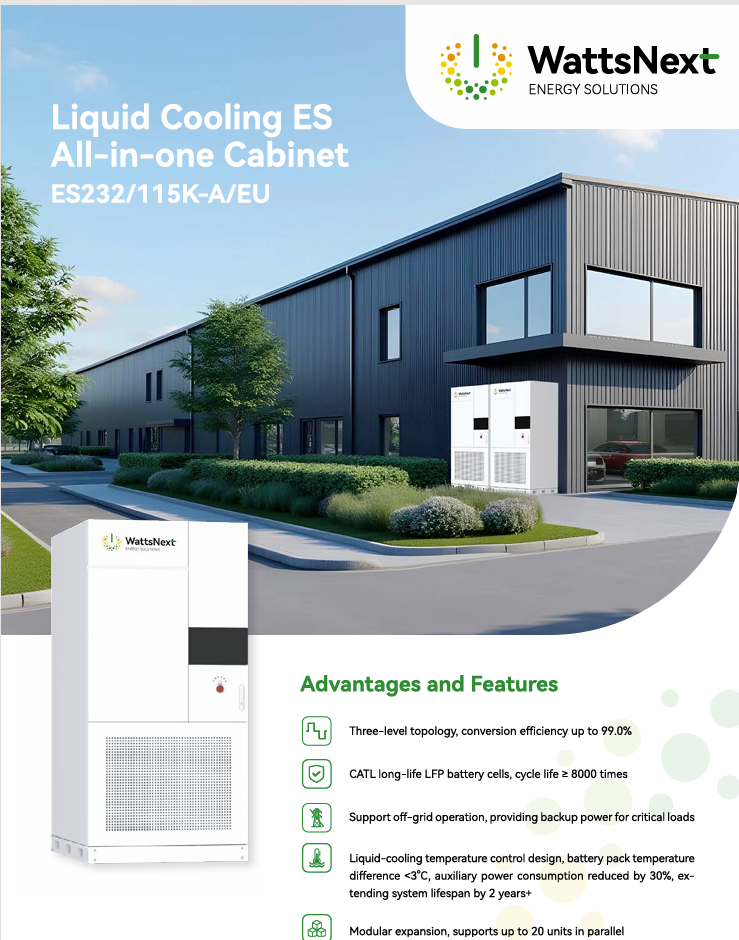 WattsNext
ENERGY SOLUTIONS
Liquid Cooling ES
All-in-one Cabinet
ES232/115K-A/EU
WattsNext
WattsNext
WattsNext
ENERGY SOLUTIONS
Advantages and Features
Three-level topology, conversion efficiency up to 99.0%
CATL long-life LFP battery cells, cycle life ≥ 8000 times
Support off-grid operation, providing backup power for critical loads
Liquid-cooling temperature control design, battery pack temperature
difference <3°C, auxiliary power consumption reduced by 30%, ex-
tending system lifespan by 2 years+
Modular expansion, supports up to 20 units in parallel